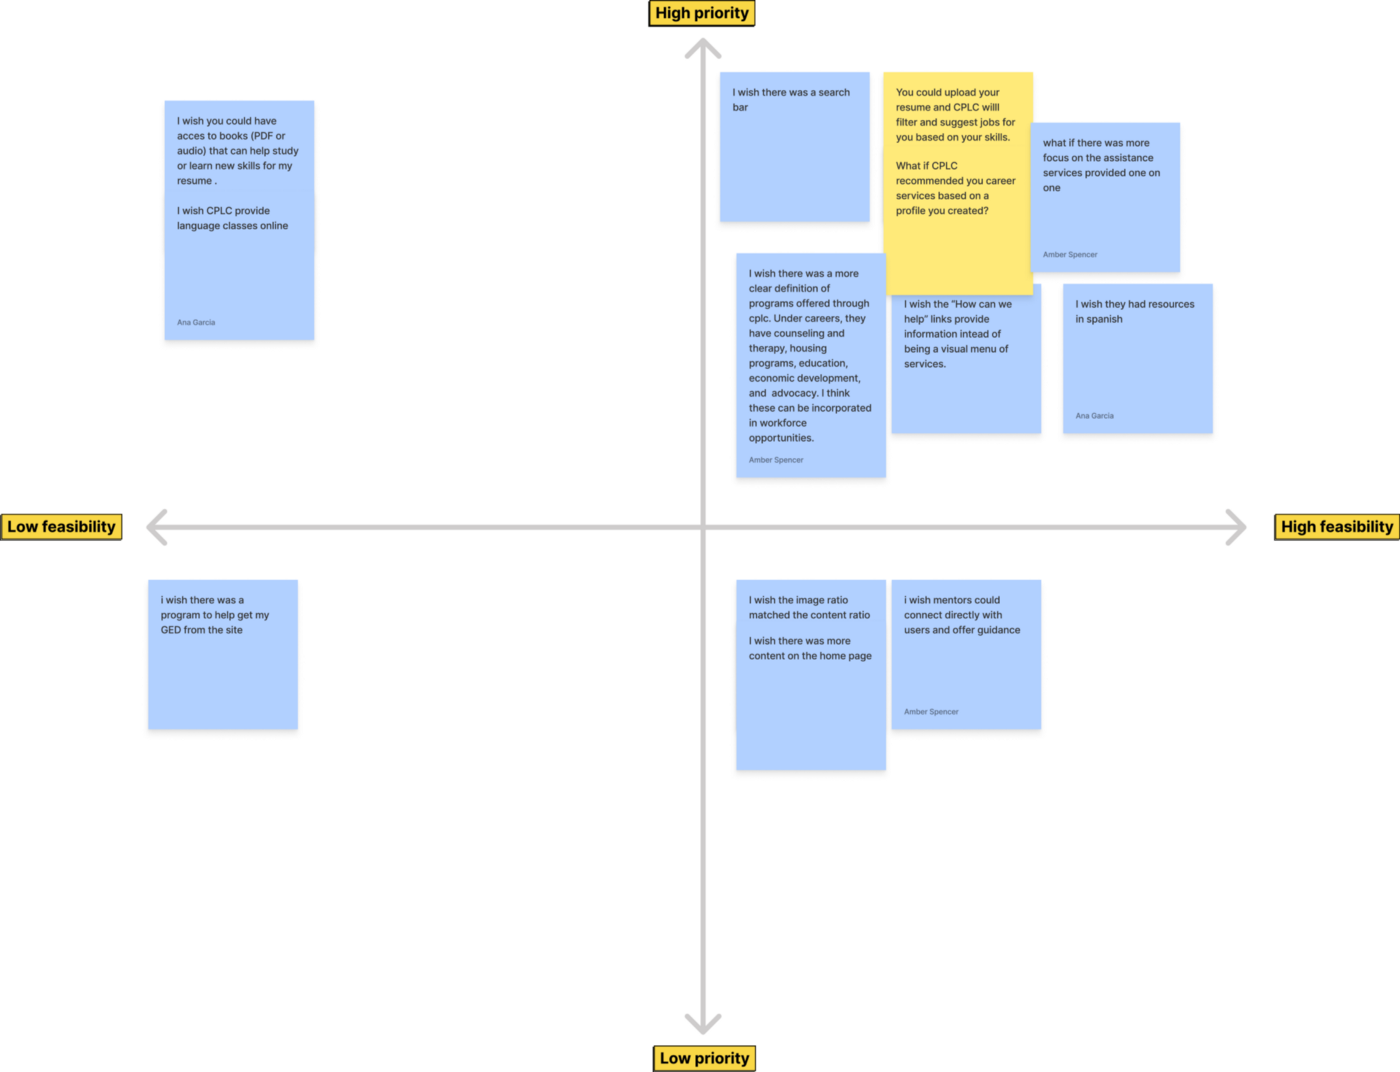 High priority
I wish you could have
acces to books (PDF or
audio) that can help study
or learn new skills for my
resume .
I wish CPLC provide
language classes online
Ana Garcia
I wish there was a search
bar
You could upload your
resume and CPLC willl
filter and suggest jobs for
you based on your skills.
What if CPLC
recommended you career
services based on a
profile you created?
what if there was more
focus on the assistance
services provided one on
one
Amber Spencer
I wish there was a more
clear definition of
programs offered through
cplc. Under careers, they
have counseling and
therapy, housing
programs, education,
economic development,
and advocacy. I think
these can be incorporated
in workforce
opportunities.
Amber Spencer
I wish the "How can we
help" links provide
information intead of
being a visual menu of
services.
I wish they had resources
in spanish
Ana Garcia
Low feasibility
High feasibility
i wish there was a
program to help get my
GED from the site
I wish the image ratio
matched the content ratio
I wish there was more
content on the home page
i wish mentors could
connect directly with
users and offer guidance
Amber Spencer
Low priority